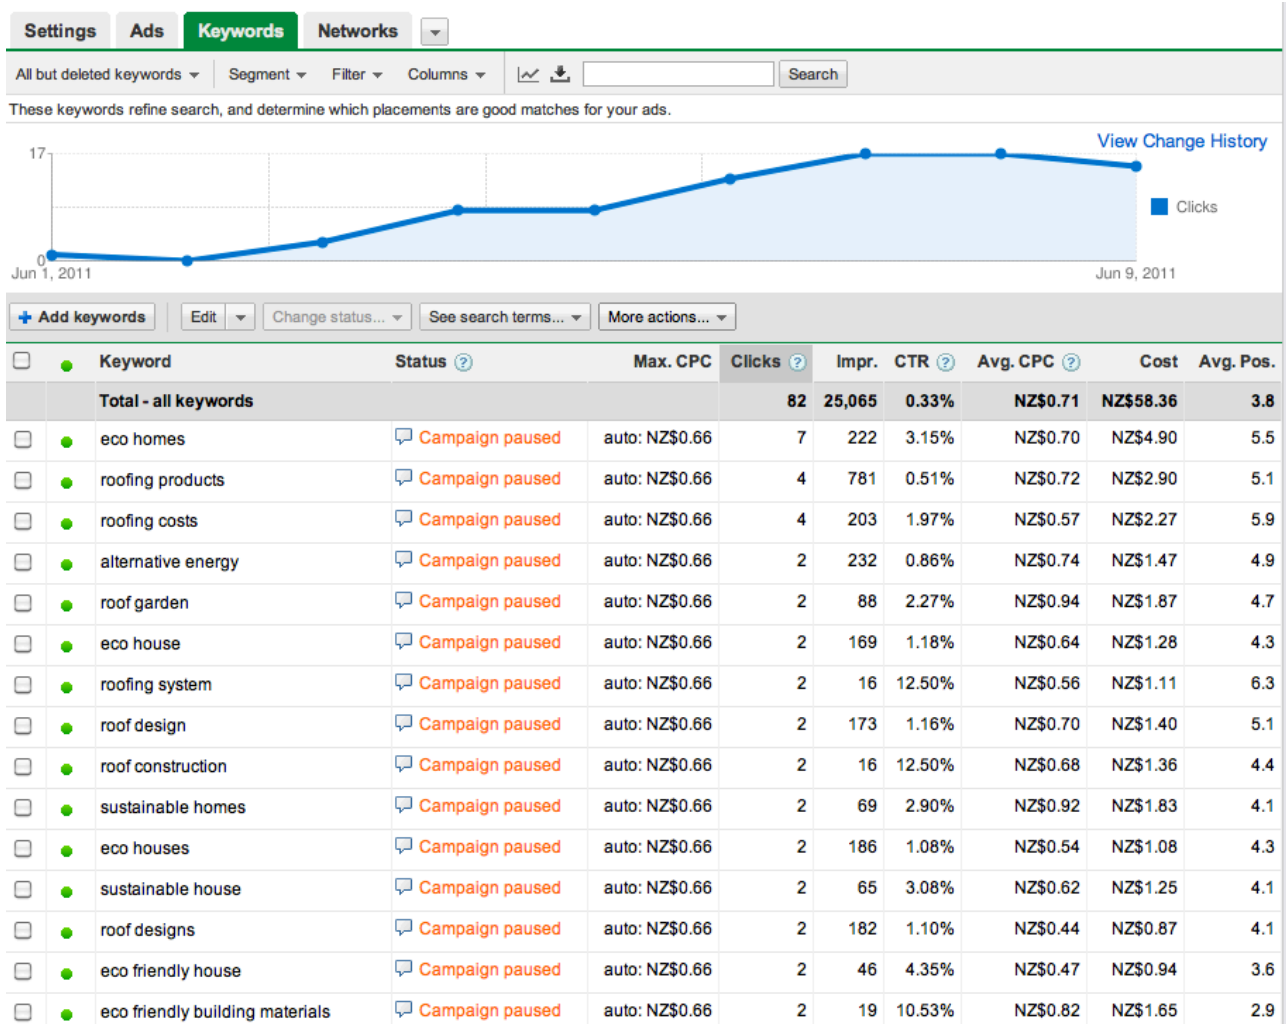 Settings Ads Keywords Networks
All but deleted keywords Segment Filter Columns Search
These keywords refine search, and determine which placements are good matches for your ads.
View Change History
17
Clicks
0
Jun 1, 2011 Jun 9, 2011
+ Add keywords Edit Change status... See search terms... More actions...
Keyword Status ? Max. CPC Clicks ? Impr. CTR ? Avg. CPC ? Cost Avg. Pos.
Total - all keywords 82 25,065 0.33% NZ$0.71 NZ$58.36 3.8
eco homes Campaign paused auto: NZ$0.66 7 222 3.15% NZ$0.70 NZ$4.90 5.5
roofing products Campaign paused auto: NZ$0.66 4 781 0.51% NZ$0.72 NZ$2.90 5.1
roofing costs Campaign paused auto: NZ$0.66 4 203 1.97% NZ$0.57 NZ$2.27 5.9
alternative energy Campaign paused auto: NZ$0.66 2 232 0.86% NZ$0.74 NZ$1.47 4.9
roof garden Campaign paused auto: NZ$0.66 2 88 2.27% NZ$0.94 NZ$1.87 4.7
eco house Campaign paused auto: NZ$0.66 2 169 1.18% NZ$0.64 NZ$1.28 4.3
roofing system Campaign paused auto: NZ$0.66 2 16 12.50% NZ$0.56 NZ$1.11 6.3
roof design Campaign paused auto: NZ$0.66 2 173 1.16% NZ$0.70 NZ$1.40 5.1
roof construction Campaign paused auto: NZ$0.66 2 16 12.50% NZ$0.68 NZ$1.36 4.4
sustainable homes Campaign paused auto: NZ$0.66 2 69 2.90% NZ$0.92 NZ$1.83 4.1
eco houses Campaign paused auto: NZ$0.66 2 186 1.08% NZ$0.54 NZ$1.08 4.3
sustainable house Campaign paused auto: NZ$0.66 2 65 3.08% NZ$0.62 NZ$1.25 4.1
roof designs Campaign paused auto: NZ$0.66 2 182 1.10% NZ$0.44 NZ$0.87 4.1
eco friendly house Campaign paused auto: NZ$0.66 2 46 4.35% NZ$0.47 NZ$0.94 3.6
eco friendly building materials Campaign paused auto: NZ$0.66 2 19 10.53% NZ$0.82 NZ$1.65 2.9